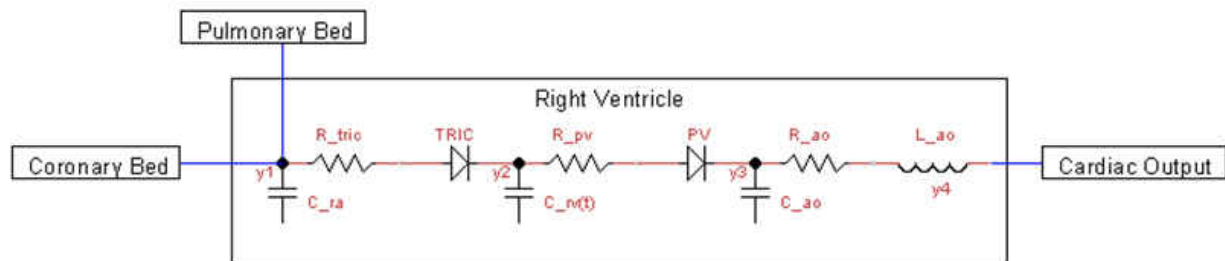 Pulmonary Bed
Right Ventricle
R_tric
TRIC
R_pv
PV
R_ao
L_ao
Coronary Bed
y1
y2
y3
y4
Cardiac Output
C_ra
C_rv(t)
C_ao